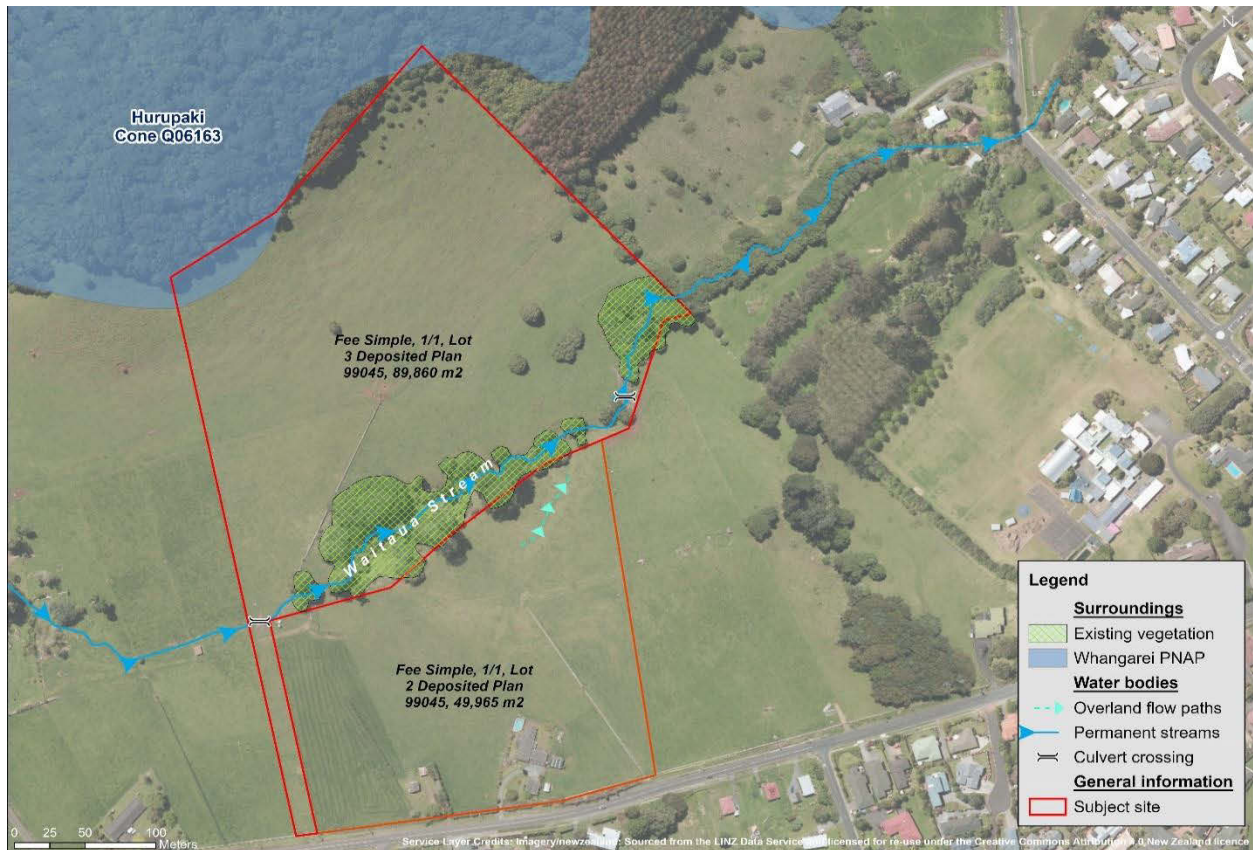 N
Hurupaki
Cone Q06163
Fee Simple, 1/1, Lot
3 Deposited Plan
99045, 89,860 m2
Waitaua Stream
Fee Simple, 1/1, Lot
2 Deposited Plan
99045, 49,965 m2
Legend
Surroundings
Existing vegetation
Whangarei PNAP
Water bodies
Overland flow paths
Permanent streams
Culvert crossing
General information
Subject site
0 25 50 100
Meters
Service Layer Credits: Imagery/newzealand: Sourced from the LINZ Data Service licensed for re-use under the Creative Commons Attribution 4.0 New Zealand licence